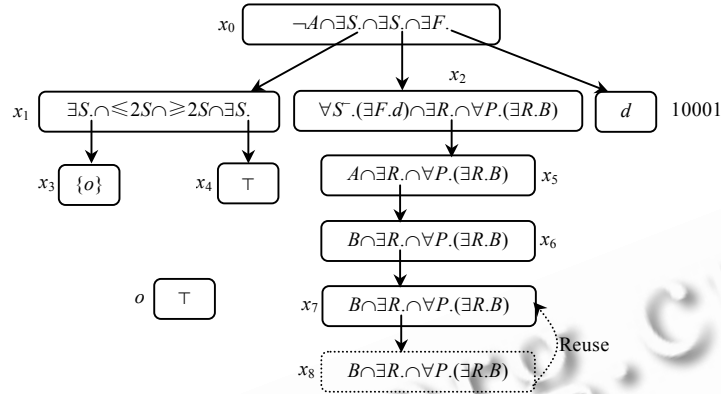 x0 ¬A∩∃S.∩∃S.∩∃F.
x2
x1 ∃S.∩≤2S∩≥2S∩∃S. ∀S⁻.(∃F.d)∩∃R.∩∀P.(∃R.B) d 10001
x3 {o} x4 ⊤ A∩∃R.∩∀P.(∃R.B) x5
B∩∃R.∩∀P.(∃R.B) x6
o ⊤ x7 B∩∃R.∩∀P.(∃R.B)
Reuse
x8 B∩∃R.∩∀P.(∃R.B)